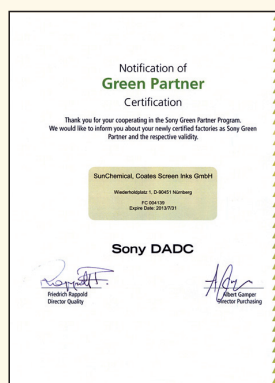 Notification of
Green Partner
Certification
Thank you for your cooperating in the Sony Green Partner Program.
We would like to inform you about your newly certified factories as Sony Green
Partner and the respective validity.
SunChemical, Coates Screen Inks GmbH
Wiederholdplatz 1, D-90451 Nürnberg
FC 004139
Expire Date: 2013/7/31
Sony DADC
Friedrich Rappold
Director Quality
Albert Gamper
Director Purchasing